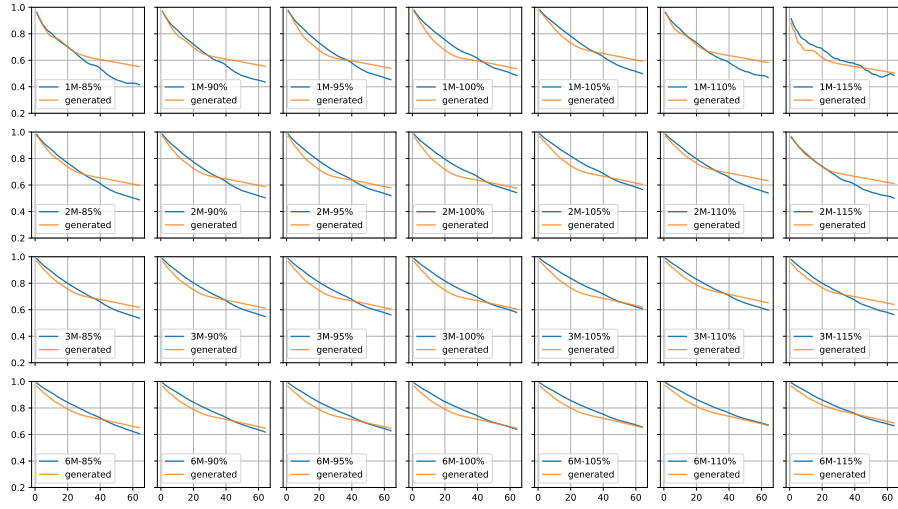 1.0
0.8
0.6
0.4
0.2
1M-85%
generated
1M-90%
generated
1M-95%
generated
1M-100%
generated
1M-105%
generated
1M-110%
generated
1M-115%
generated
1.0
0.8
0.6
0.4
0.2
2M-85%
generated
2M-90%
generated
2M-95%
generated
2M-100%
generated
2M-105%
generated
2M-110%
generated
2M-115%
generated
1.0
0.8
0.6
0.4
0.2
3M-85%
generated
3M-90%
generated
3M-95%
generated
3M-100%
generated
3M-105%
generated
3M-110%
generated
3M-115%
generated
1.0
0.8
0.6
0.4
0.2
6M-85%
generated
6M-90%
generated
6M-95%
generated
6M-100%
generated
6M-105%
generated
6M-110%
generated
6M-115%
generated
0 20 40 60 0 20 40 60 0 20 40 60 0 20 40 60 0 20 40 60 0 20 40 60 0 20 40 60